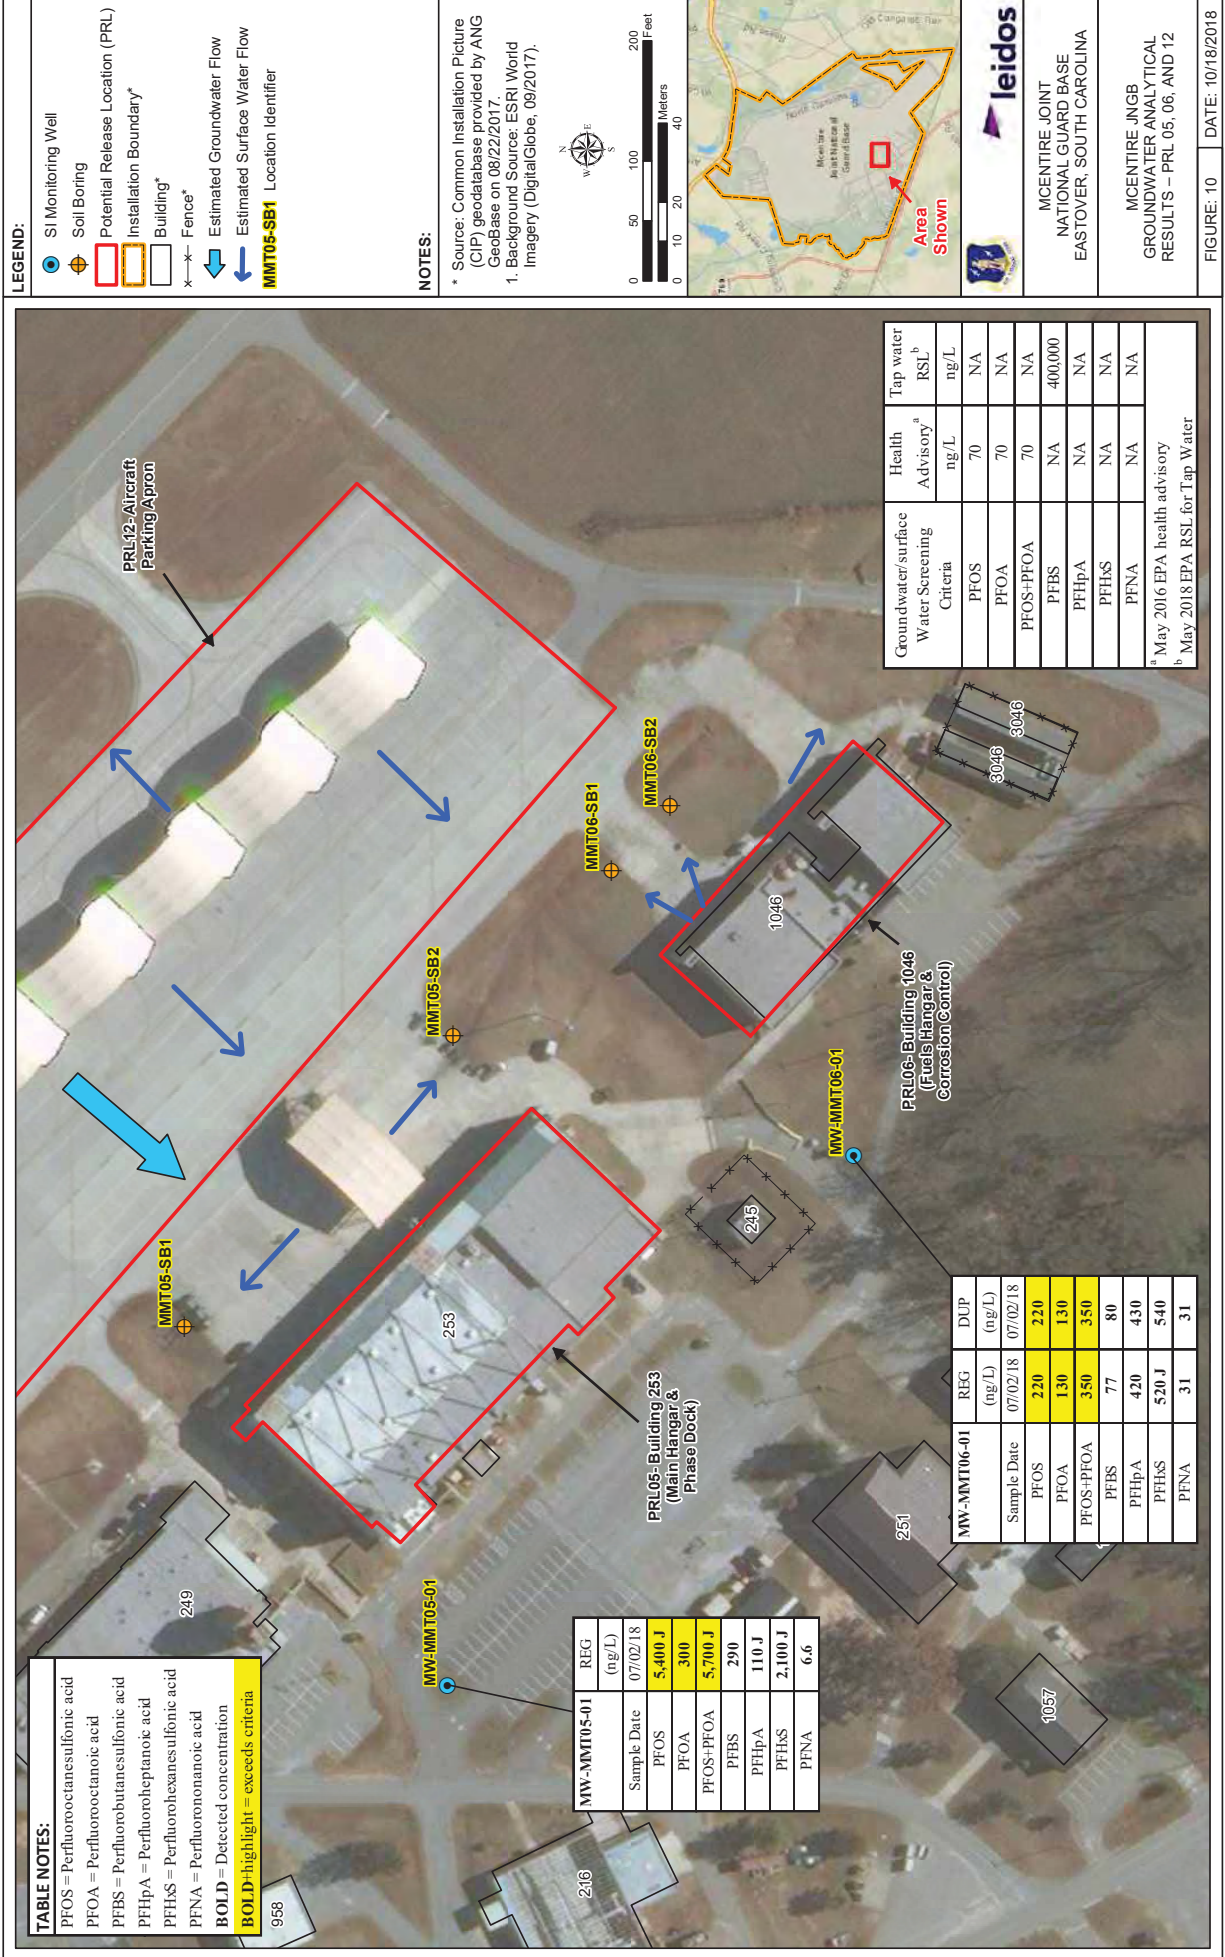 TABLE NOTES:
PFOS = Perfluorooctanesulfonic acid
PFOA = Perfluorooctanoic acid
PFBS = Perfluorobutanesulfonic acid
PFHpA = Perfluoroheptanoic acid
PFHxS = Perfluorohexanesulfonic acid
PFNA = Perfluorononanoic acid
BOLD = Detected concentration
BOLD+highlight = exceeds criteria
958
249
216
MW-MMT05-01
MMT05-SB1
253
MMT05-SB2
PRL12- Aircraft
Parking Apron
PRL05- Building 253
(Main Hangar &
Phase Dock)
245
MMT06-SB1
MMT06-SB2
1046
MW-MMT06-01
PRL06- Building 1046
(Fuels Hangar &
Corrosion Control)
3046
3046
251
1057
MW-MMT05-01 REG
(ng/L)
Sample Date 07/02/18
PFOS 5,400 J
PFOA 300
PFOS+PFOA 5,700 J
PFBS 290
PFHpA 110 J
PFHxS 2,100 J
PFNA 6.6
MW-MMT06-01 REG DUP
(ng/L) (ng/L)
Sample Date 07/02/18 07/02/18
PFOS 220 220
PFOA 130 130
PFOS+PFOA 350 350
PFBS 77 80
PFHpA 420 430
PFHxS 520 J 540
PFNA 31 31
Groundwater/surface Health Tap water
Water Screening Advisory a RSL b
Criteria ng/L ng/L
PFOS 70 NA
PFOA 70 NA
PFOS+PFOA 70 NA
PFBS NA 400,000
PFHpA NA NA
PFHxS NA NA
PFNA NA NA
a May 2016 EPA health advisory
b May 2018 EPA RSL for Tap Water
LEGEND:
SI Monitoring Well
Soil Boring
Potential Release Location (PRL)
Installation Boundary*
Building*
Fence*
Estimated Groundwater Flow
Estimated Surface Water Flow
MMT05-SB1 Location Identifier
NOTES:
* Source: Common Installation Picture
(CIP) geodatabase provided by ANG
GeoBase on 08/22/2017.
1. Background Source: ESRI World
Imagery (DigitalGlobe, 09/2017).
N
W E
S
0 50 100 200
Feet
Meters
0 10 20 40
769
Mcentire
Joint National
Guard Base
Area
Shown
leidos
MCENTIRE JOINT
NATIONAL GUARD BASE
EASTOVER, SOUTH CAROLINA
MCENTIRE JNGB
GROUNDWATER ANALYTICAL
RESULTS – PRL 05, 06, AND 12
FIGURE: 10 DATE: 10/18/2018